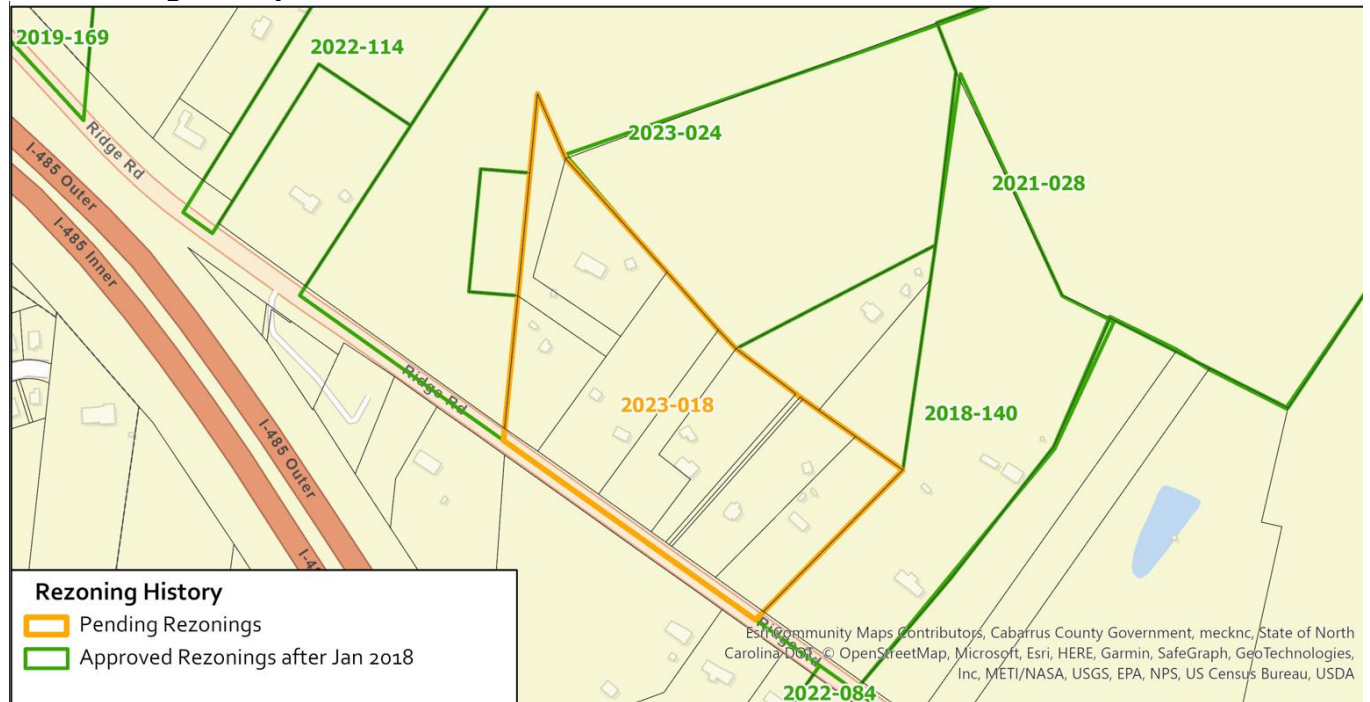 2019-169
2022-114
2023-024
2021-028
Ridge Rd
I-485 Outer
I-485 Inner
Ridge Rd
2023-018
2018-140
I-485 Outer
Rezoning History
Pending Rezonings
Approved Rezonings after Jan 2018
Ridge Rd
Esri Community Maps Contributors, Cabarrus County Government, mecknc, State of North
Carolina DOT, © OpenStreetMap, Microsoft, Esri, HERE, Garmin, SafeGraph, GeoTechnologies,
Inc, METI/NASA, USGS, EPA, NPS, US Census Bureau, USDA
2022-084